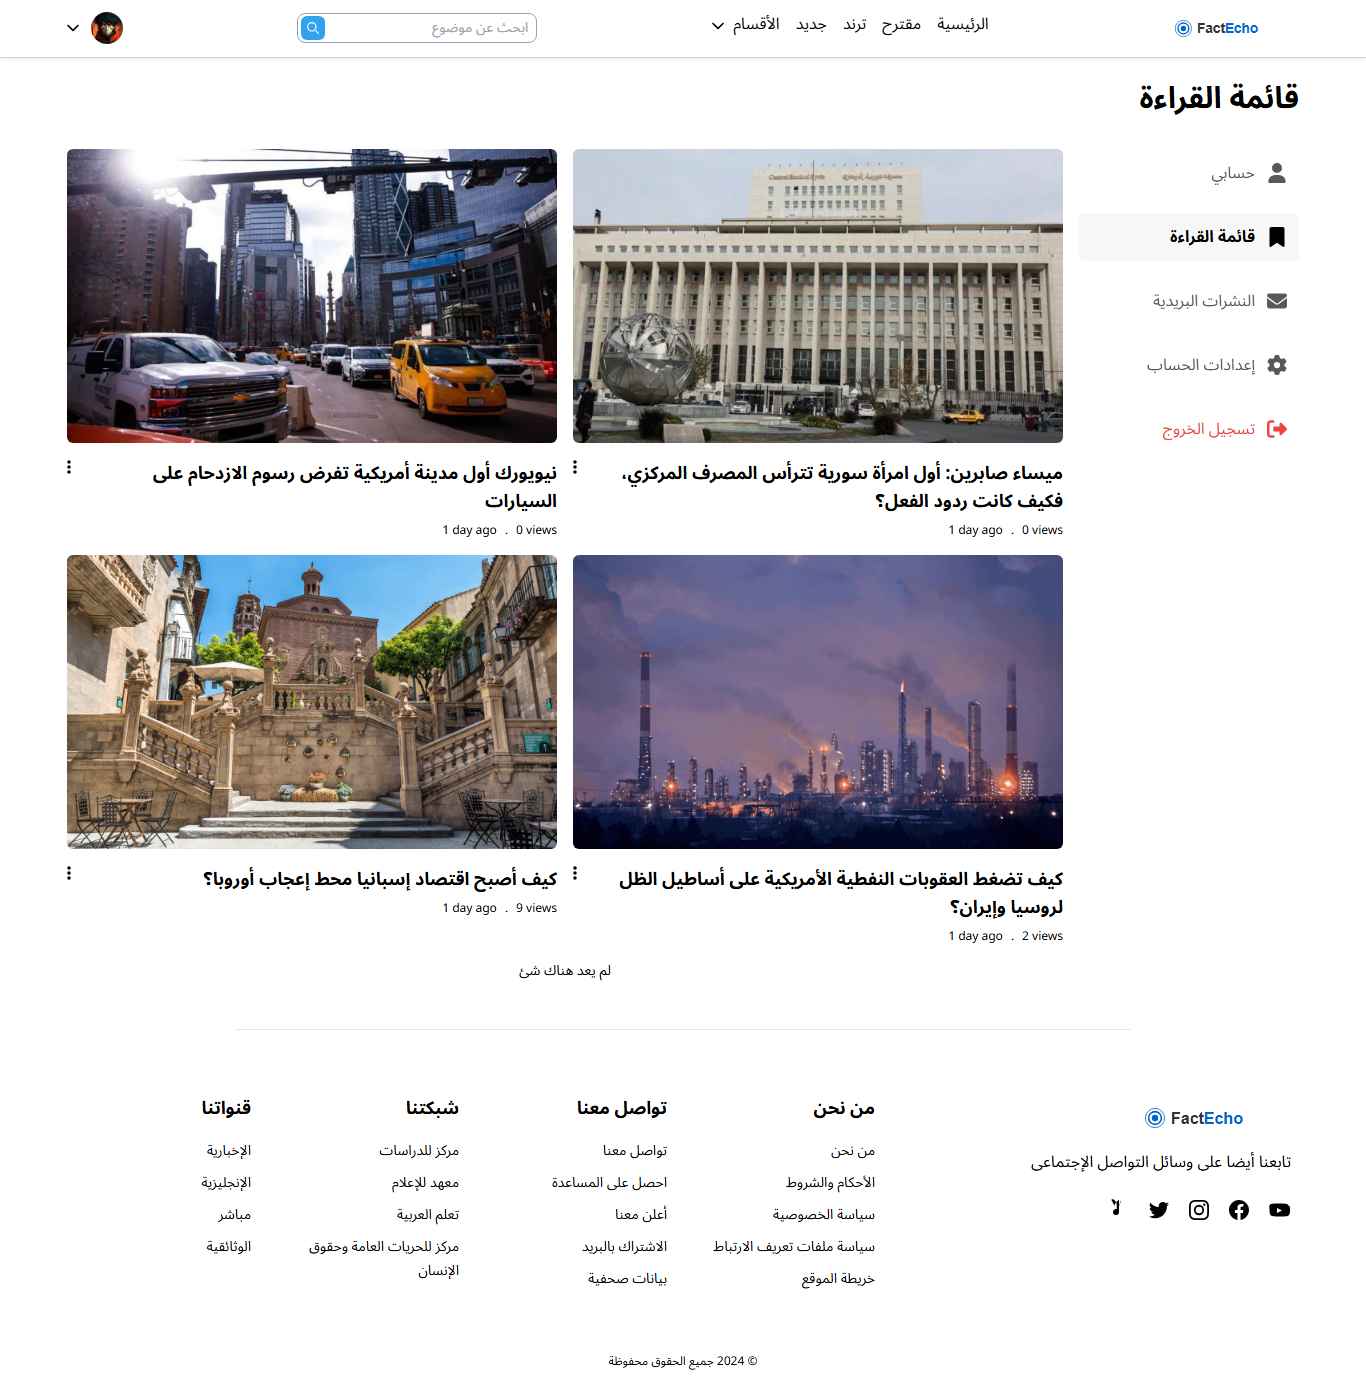 FactEcho
الرئيسية
مقترح
ترند
جديد
الأقسام
ابحث عن موضوع
قائمة القراءة
حسابي
قائمة القراءة
النشرات البريدية
إعدادات الحساب
تسجيل الخروج
Central Bank of Syria
ميساء صابرين: أول امرأة سورية تترأس المصرف المركزي،
فكيف كانت ردود الفعل؟
0 views . 1 day ago
نيويورك أول مدينة أمريكية تفرض رسوم الازدحام على
السيارات
0 views . 1 day ago
كيف تضغط العقوبات النفطية الأمريكية على أساطيل الظل
لروسيا وإيران؟
2 views . 1 day ago
كيف أصبح اقتصاد إسبانيا محط إعجاب أوروبا؟
9 views . 1 day ago
لم يعد هناك شئ
FactEcho
تابعنا أيضا على وسائل التواصل الإجتماعى
من نحن
من نحن
الأحكام والشروط
سياسة الخصوصية
سياسة ملفات تعريف الارتباط
خريطة الموقع
تواصل معنا
تواصل معنا
احصل على المساعدة
أعلن معنا
الاشتراك بالبريد
بيانات صحفية
شبكتنا
مركز للدراسات
معهد للإعلام
تعلم العربية
مركز للحريات العامة وحقوق
الإنسان
قنواتنا
الإخبارية
الإنجليزية
مباشر
الوثائقية
© 2024 جميع الحقوق محفوظة